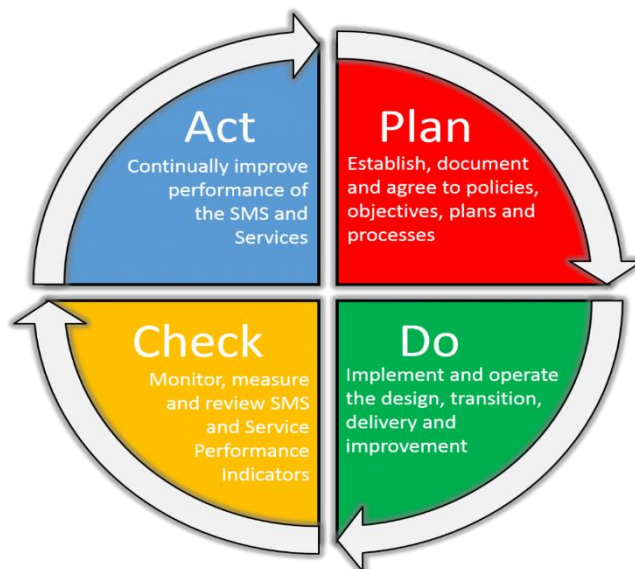 Act
Continually improve
performance of
the SMS and
Services
Plan
Establish, document
and agree to policies,
objectives, plans and
processes
Check
Monitor, measure
and review SMS
and Service
Performance
Indicators
Do
Implement and operate
the design, transition,
delivery and
improvement